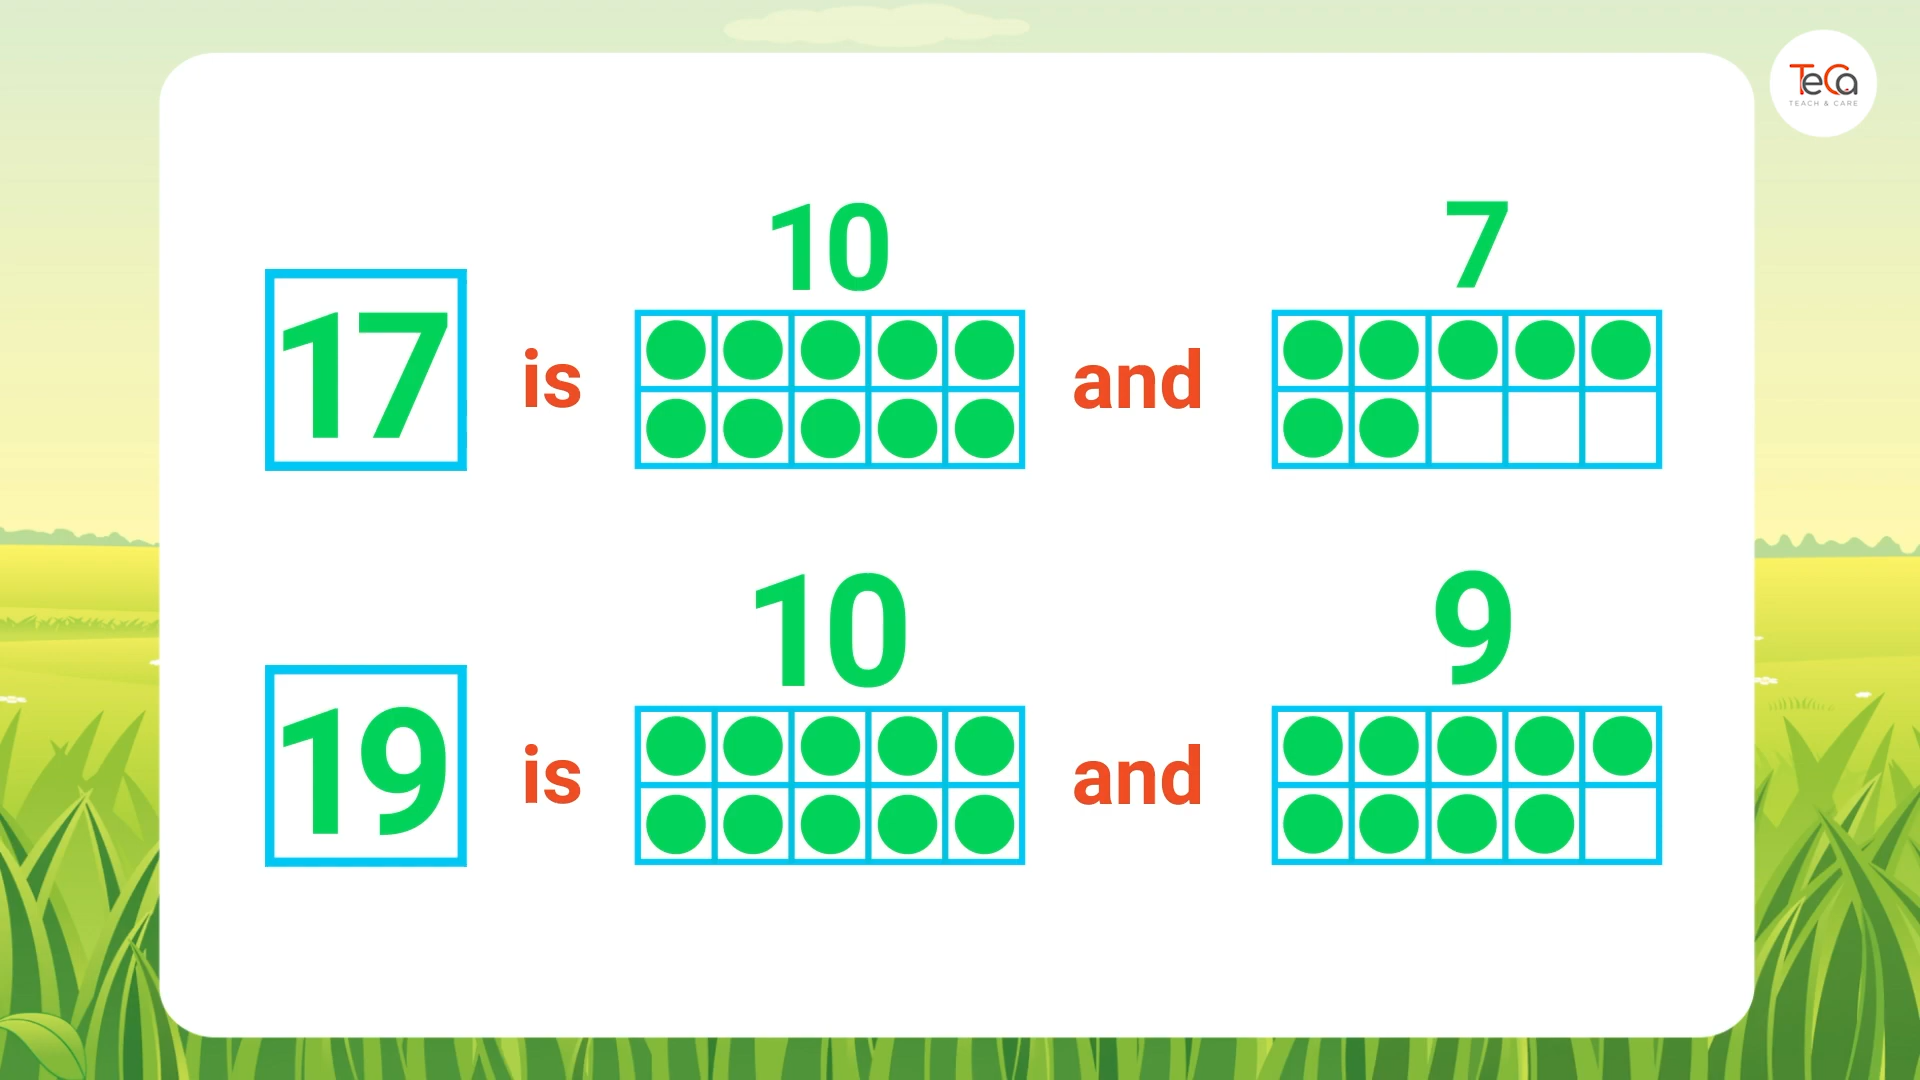 TeCa
TEACH & CARE
10 7
17 is and
10 9
19 is and